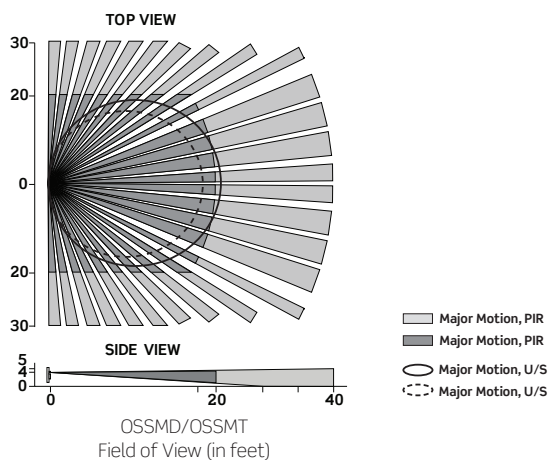 TOP VIEW
30
20
0
20
30
SIDE VIEW
5
4
0
0 20 40
OSSMD/OSSMT
Field of View (in feet)
Major Motion, PIR
Major Motion, PIR
Major Motion, U/S
Major Motion, U/S